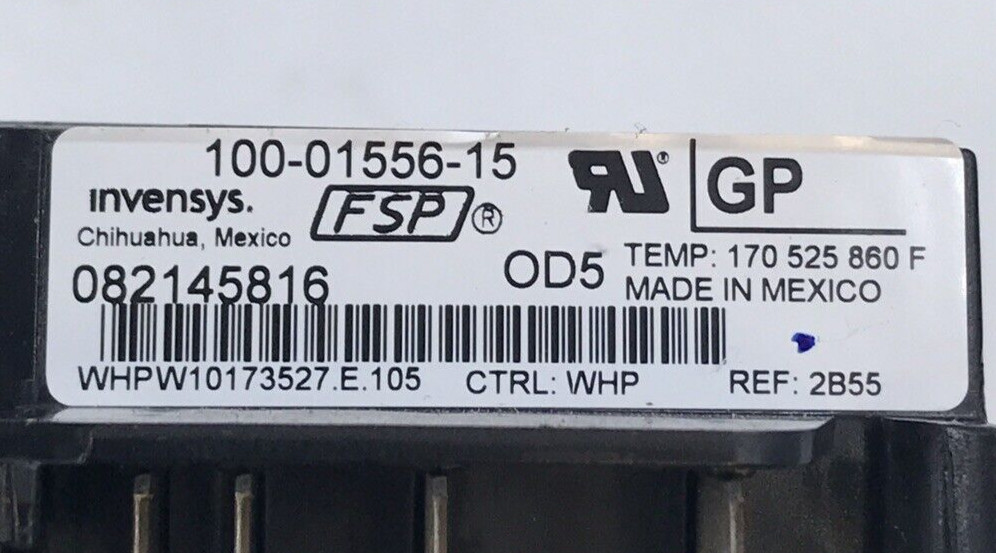 100-01556-15
invensys.
FSP®
Chihuahua, Mexico
RU®
GP
082145816
OD5
TEMP: 170 525 860 F
MADE IN MEXICO
WHPW10173527.E.105
CTRL: WHP
REF: 2B55